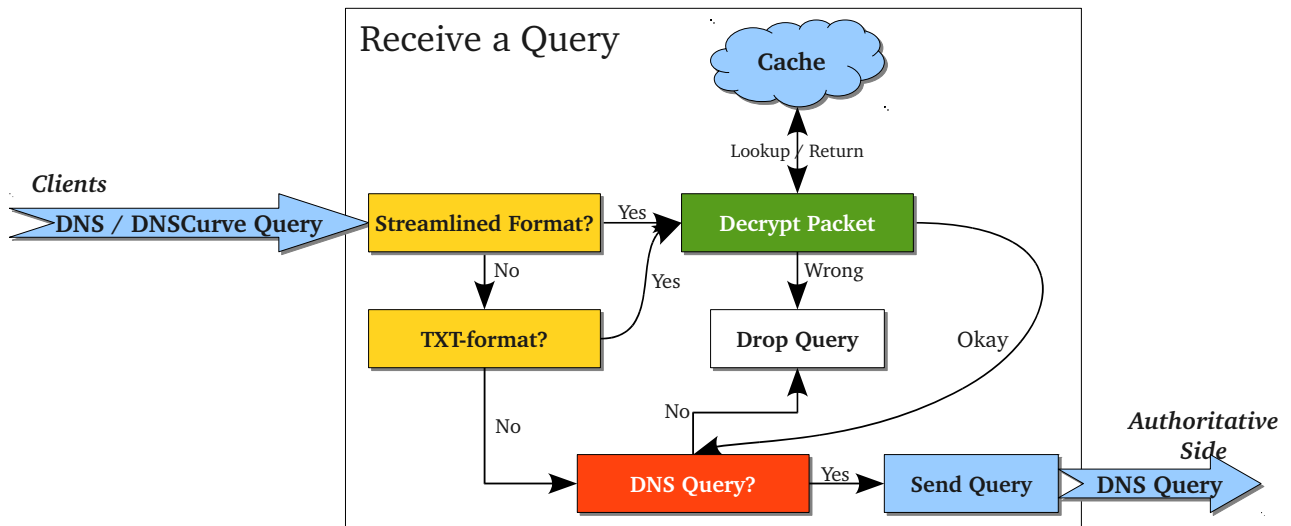 Receive a Query
Cache
Lookup / Return
Clients
DNS / DNSCurve Query
Streamlined Format?
Yes
Decrypt Packet
No
Yes
Wrong
TXT-format?
Drop Query
Okay
No
No
Authoritative
Side
DNS Query?
Yes
Send Query
DNS Query